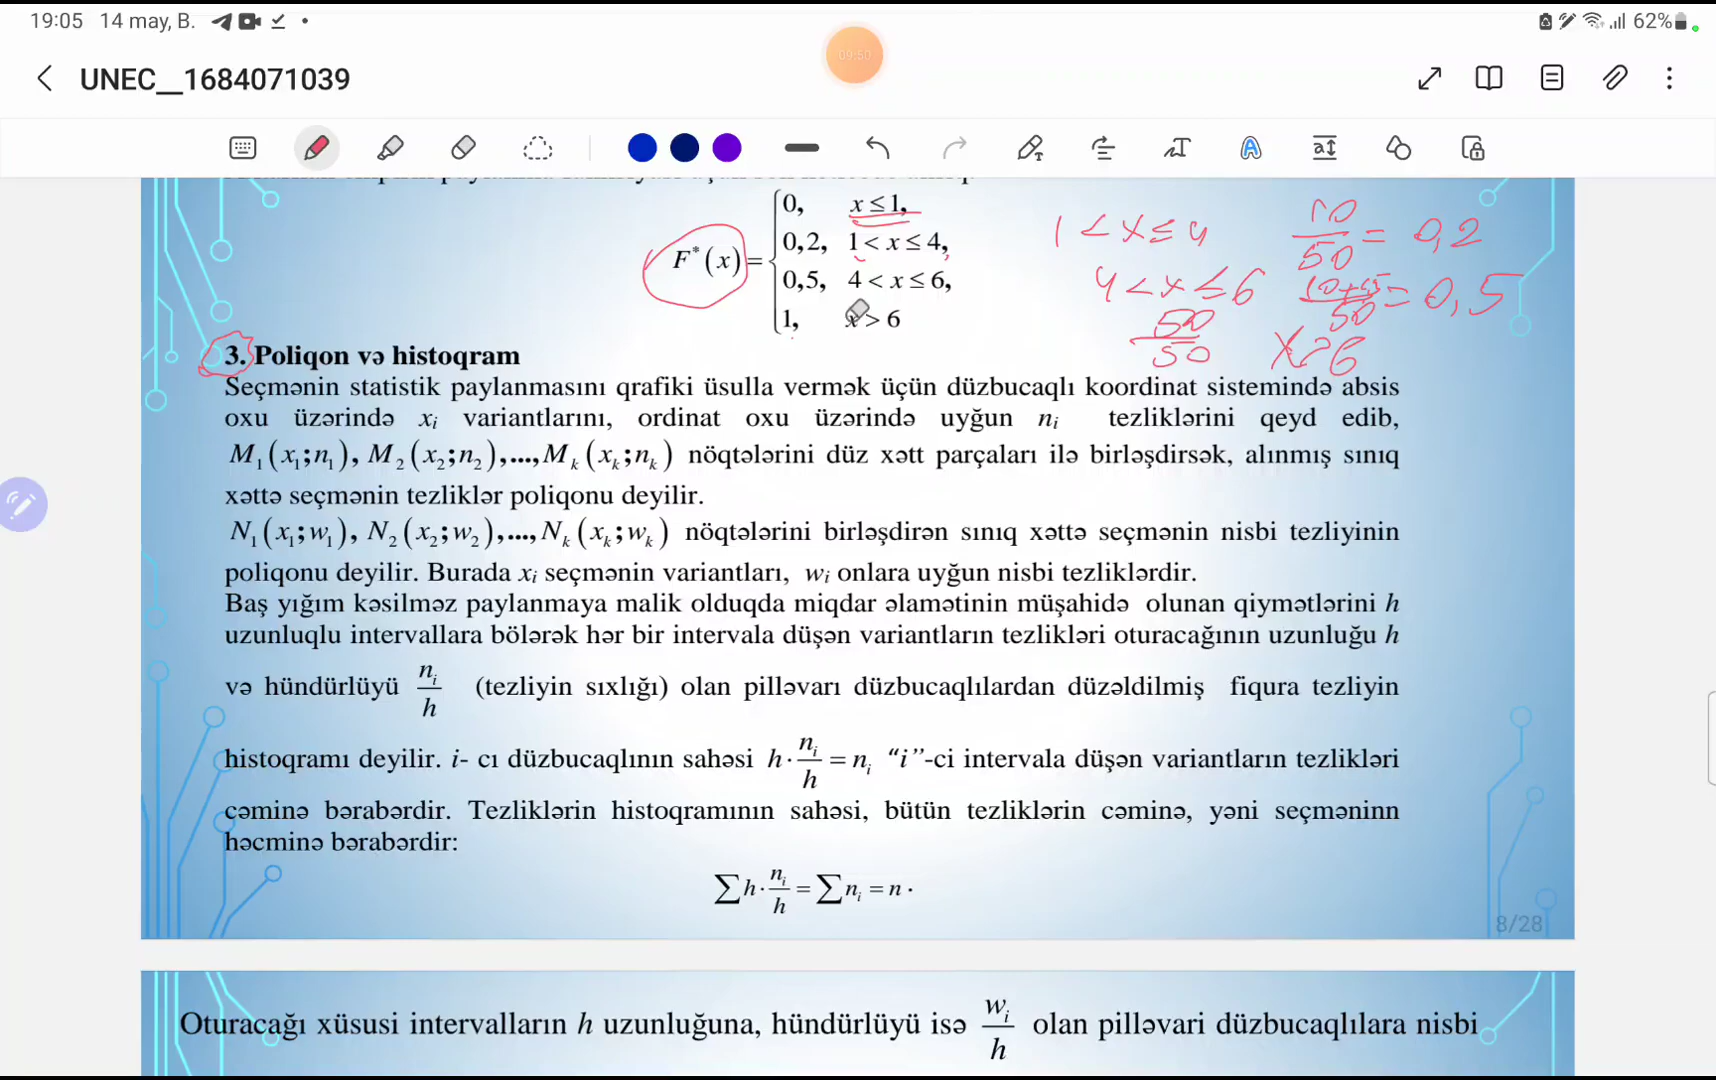 19:05 14 may, B.
62%
09:50
UNEC__1684071039
F*(x) = { 0, x ≤ 1,
0,2, 1 < x ≤ 4,
0,5, 4 < x ≤ 6,
1, x > 6
1 < x ≤ 4 10/50 = 0,2
4 < x ≤ 6 10+15/50 = 0,5
50/50 x > 6
3. Poliqon və histoqram
Seçmənin statistik paylanmasını qrafiki üsulla vermək üçün düzbucaqlı koordinat sistemində absis
oxu üzərində xᵢ variantlarını, ordinat oxu üzərində uyğun nᵢ tezliklərini qeyd edib,
M₁(x₁;n₁), M₂(x₂;n₂),...,Mₖ(xₖ;nₖ) nöqtələrini düz xətt parçaları ilə birləşdirsək, alınmış sınıq
xəttə seçmənin tezliklər poliqonu deyilir.
N₁(x₁;w₁), N₂(x₂;w₂),...,Nₖ(xₖ;wₖ) nöqtələrini birləşdirən sınıq xəttə seçmənin nisbi tezliyinin
poliqonu deyilir. Burada xᵢ seçmənin variantları, wᵢ onlara uyğun nisbi tezliklərdir.
Baş yığım kəsilməz paylanmaya malik olduqda miqdar əlamətinin müşahidə olunan qiymətlərini h
uzunluqlu intervallara bölərək hər bir intervala düşən variantların tezlikləri oturacağının uzunluğu h
və hündürlüyü nᵢ/h (tezliyin sıxlığı) olan pilləvarı düzbucaqlılardan düzəldilmiş fiqura tezliyin
histoqramı deyilir. i- cı düzbucaqlının sahəsi h·nᵢ/h = nᵢ “i”-ci intervala düşən variantların tezlikləri
cəminə bərabərdir. Tezliklərin histoqramının sahəsi, bütün tezliklərin cəminə, yəni seçməninn
həcminə bərabərdir:
∑h·nᵢ/h = ∑nᵢ = n ·
8/28
Oturacağı xüsusi intervalların h uzunluğuna, hündürlüyü isə wᵢ/h olan pilləvari düzbucaqlılara nisbi